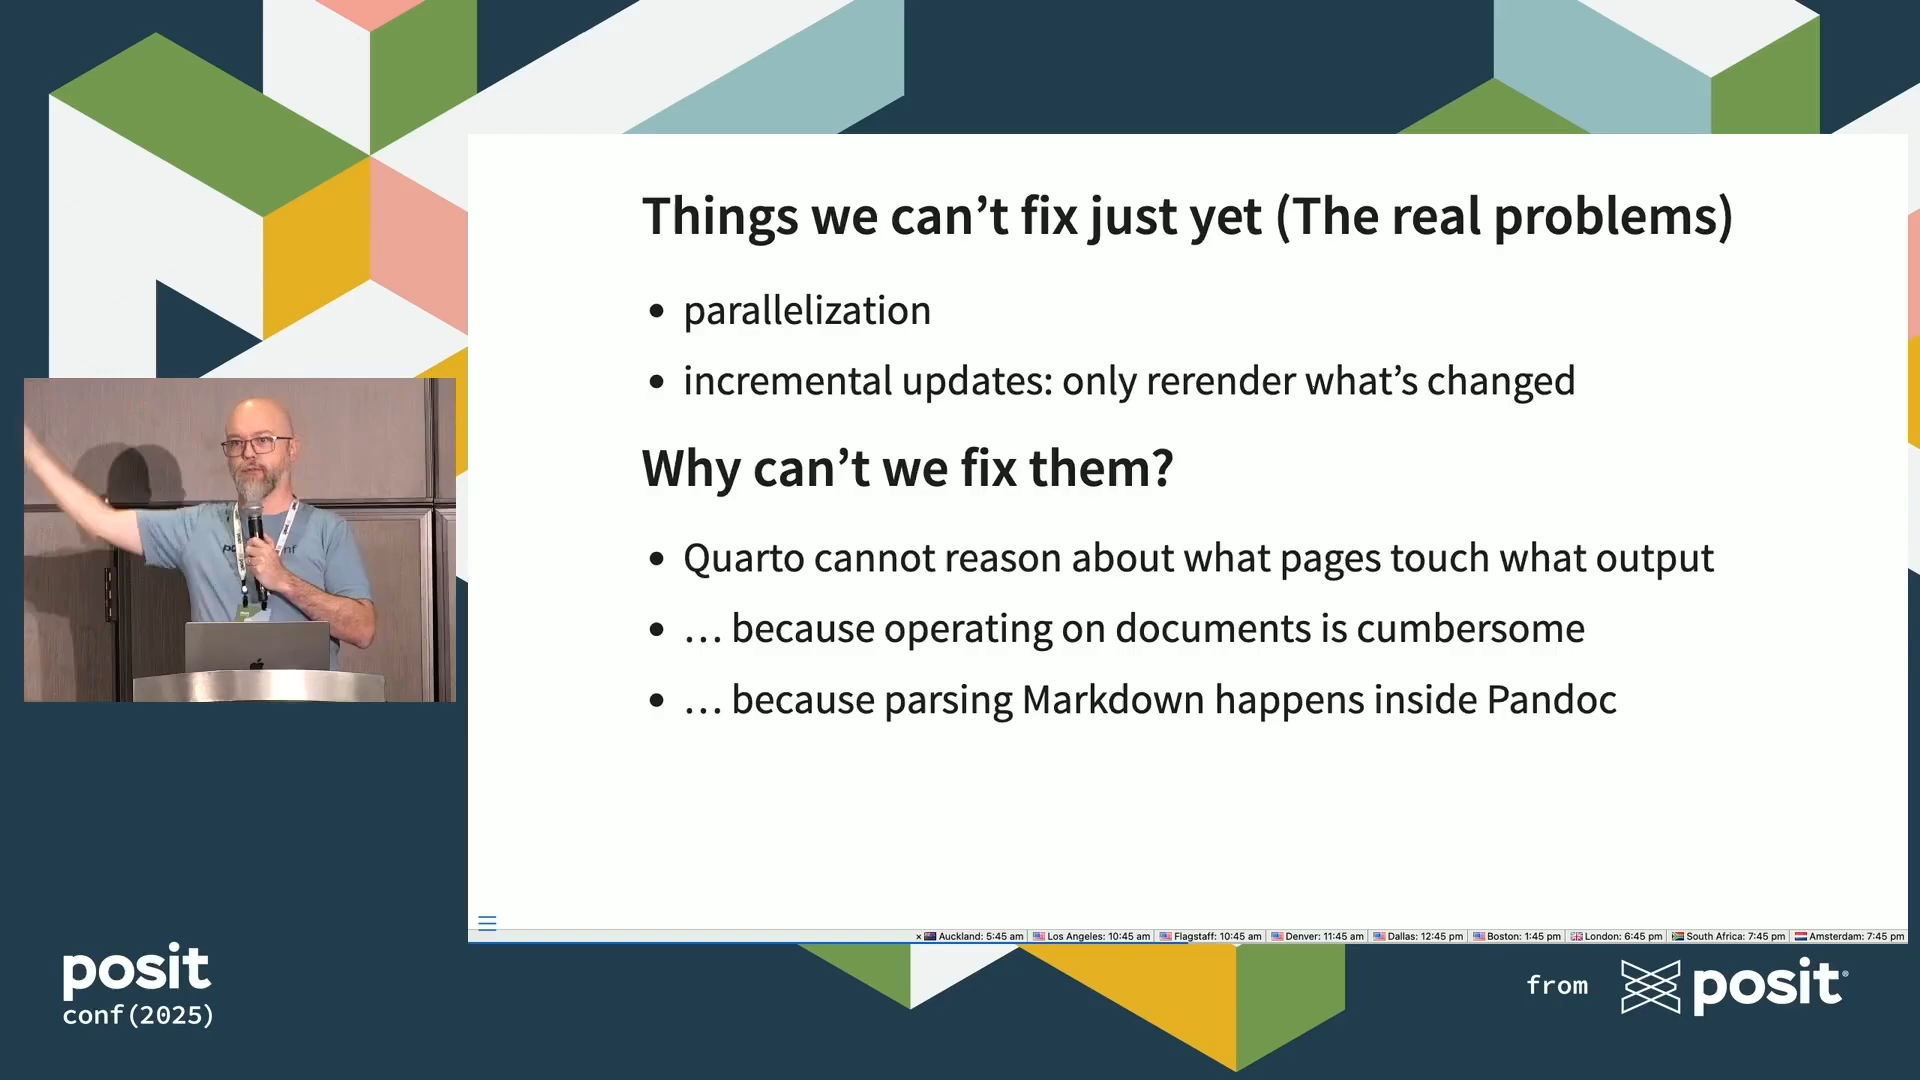 Things we can’t fix just yet (The real problems)
• parallelization
• incremental updates: only rerender what’s changed
Why can’t we fix them?
• Quarto cannot reason about what pages touch what output
• … because operating on documents is cumbersome
• … because parsing Markdown happens inside Pandoc
× Auckland: 5:45 am Los Angeles: 10:45 am Flagstaff: 10:45 am Denver: 11:45 am Dallas: 12:45 pm Boston: 1:45 pm London: 6:45 pm South Africa: 7:45 pm Amsterdam: 7:45 pm
posit
conf(2025)
from posit®